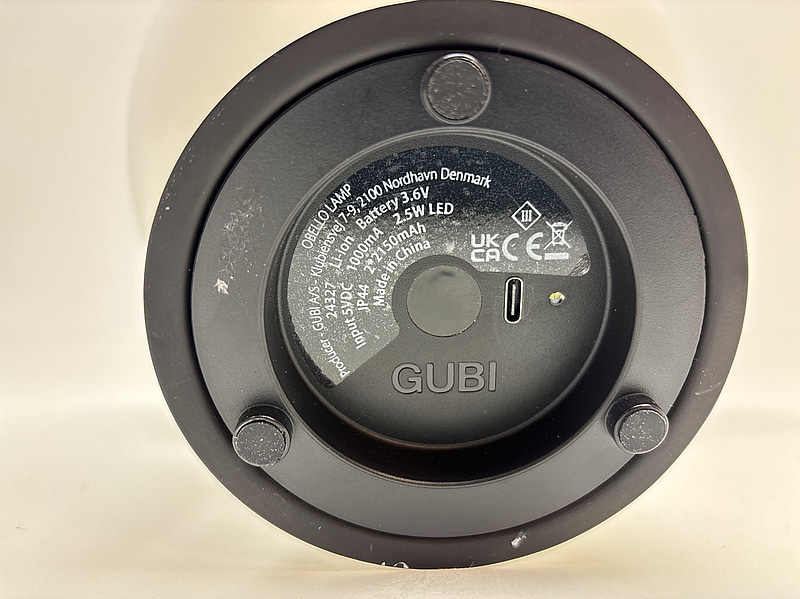 OBELLO LAMP
Producer - GUBI A/S - Klubiensvej 7-9, 2100 Nordhavn Denmark
24327 Li-ion Battery 3.6V
Input 5VDC 1000mA 2.5W LED
IP44 2*2150mAh
Made in China
III
UK
CA CE
GUBI